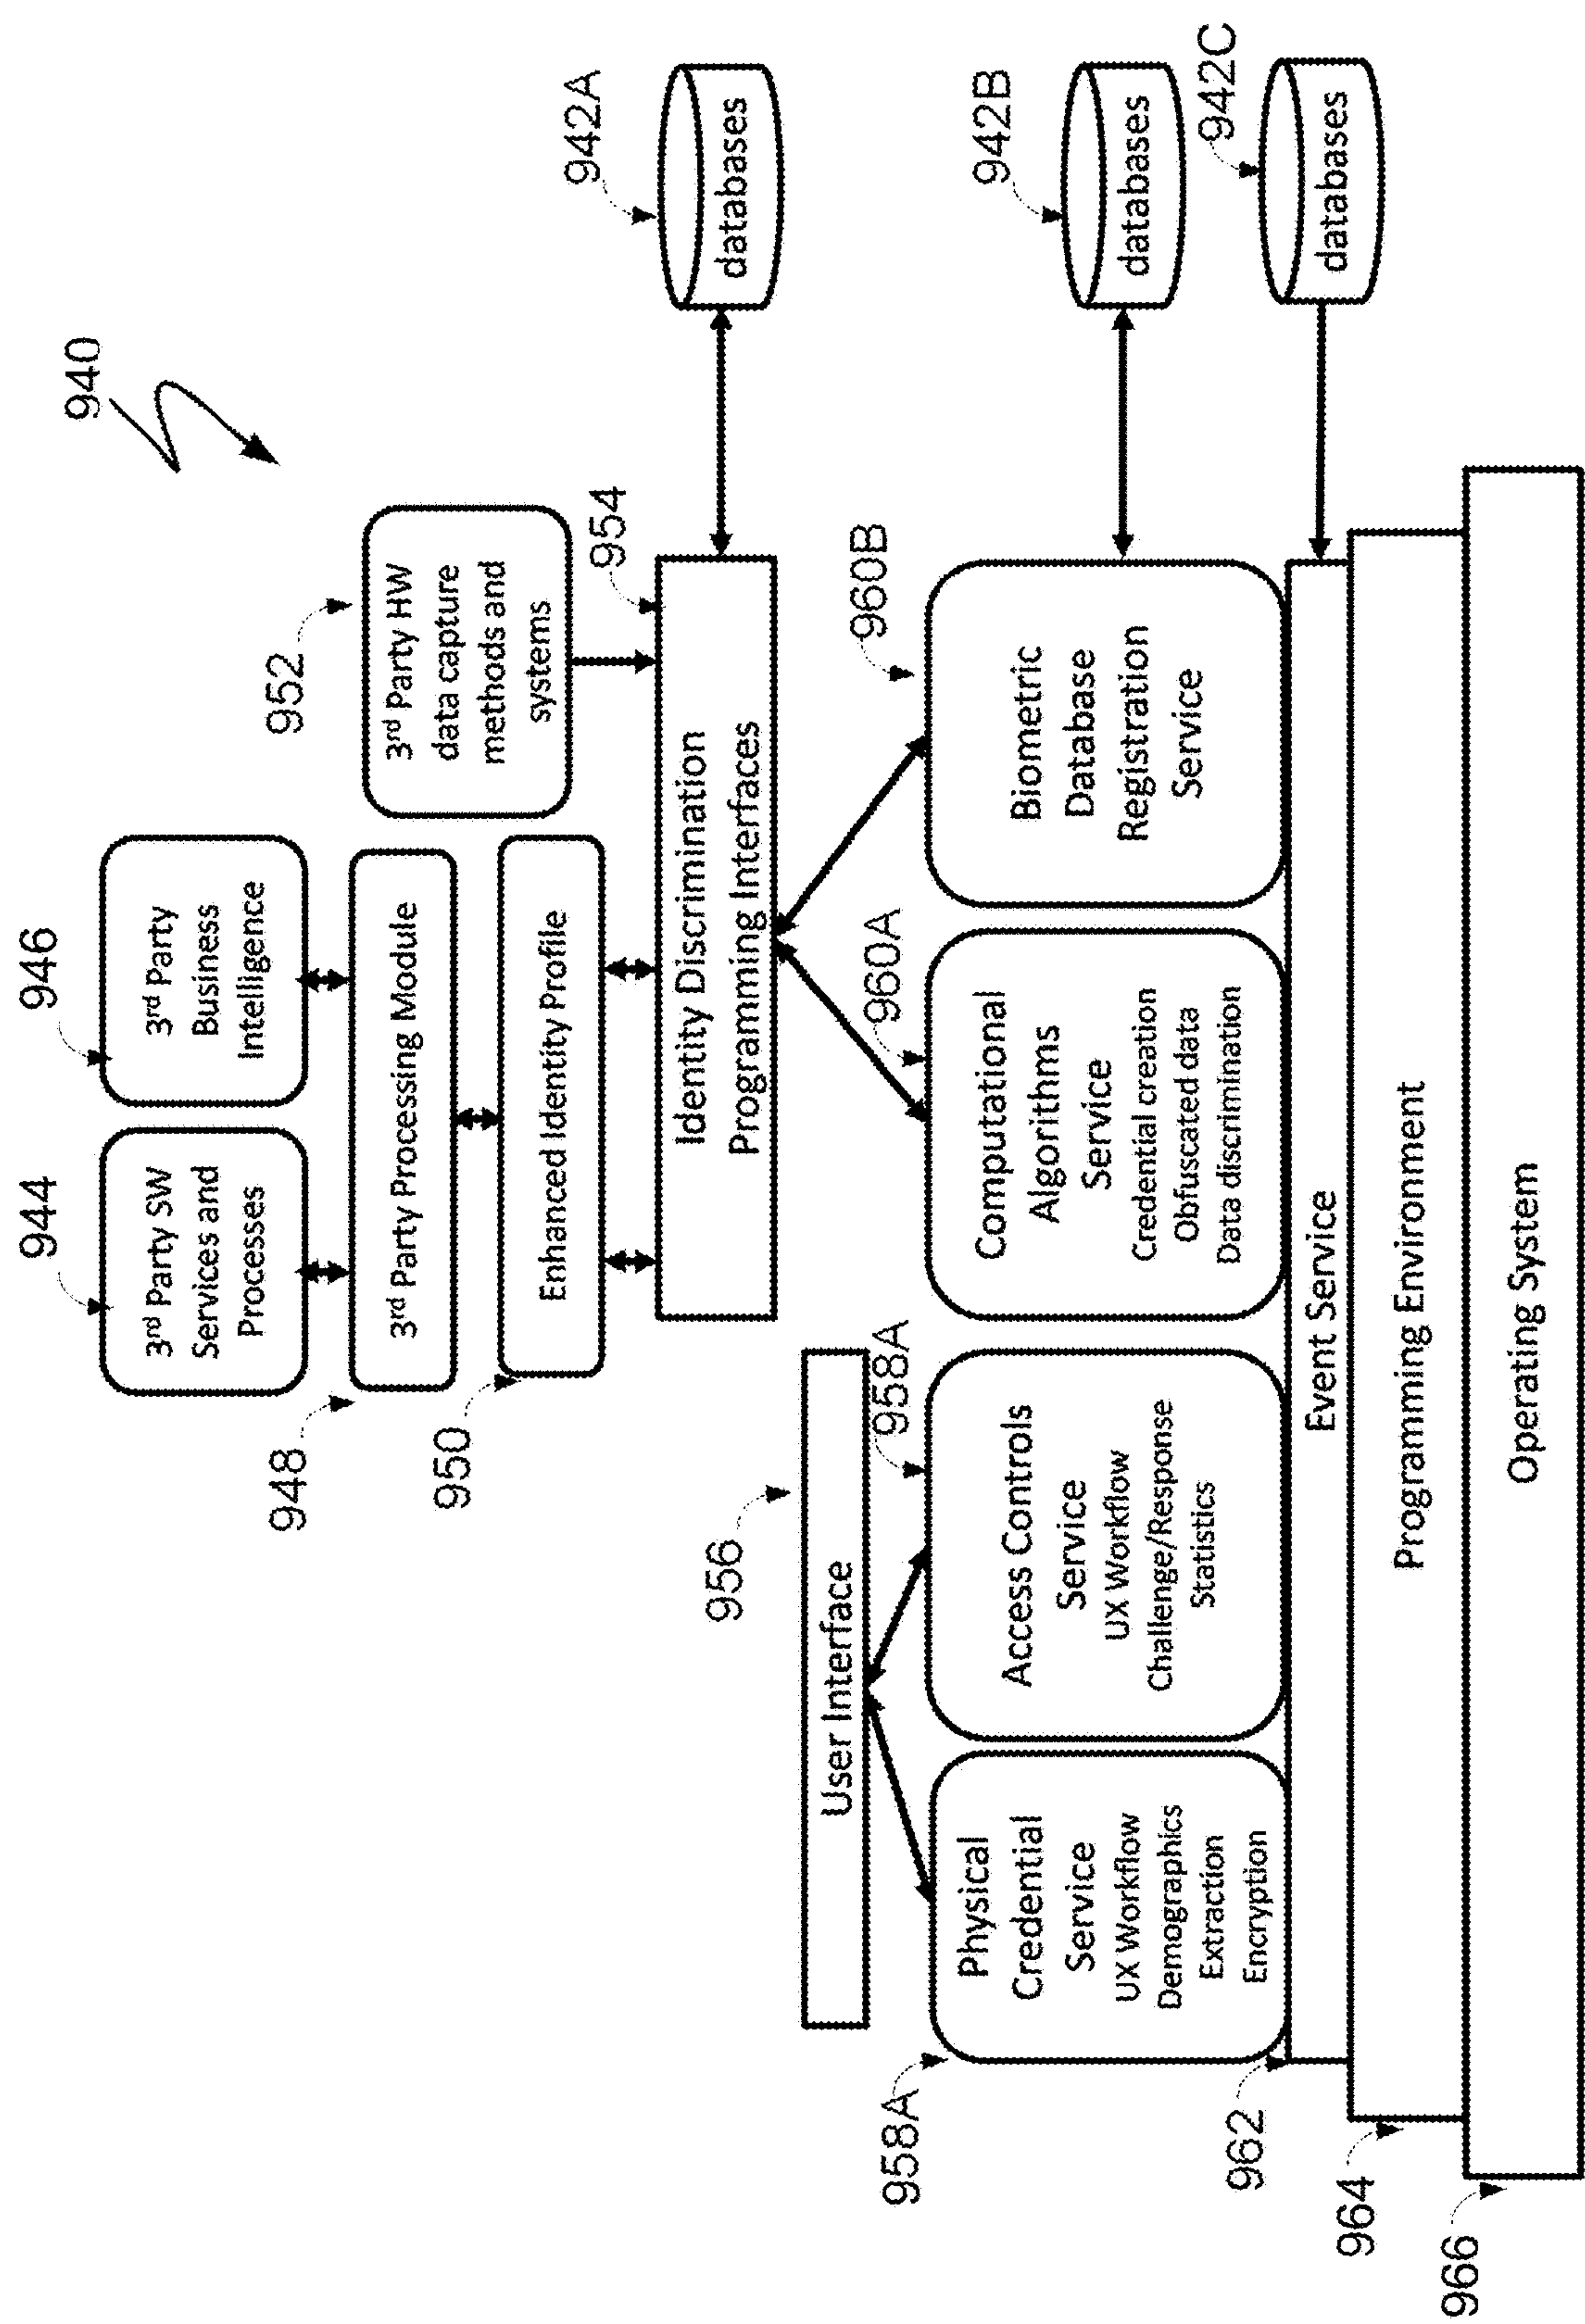 940
944
946
3rd Party SW
Services and
Processes
3rd Party
Business
Intelligence
948
3rd Party Processing Module
952
3rd Party HW
data capture
methods and
systems
950
Enhanced Identity Profile
954
942A
Identity Discrimination
Programming Interfaces
databases
956
User Interface
958A
958A
960A
960B
942B
Physical
Credential
Service
UX Workflow
Demographics
Extraction
Encryption
Access Controls
Service
UX Workflow
Challenge/Response
Statistics
Computational
Algorithms
Service
Credential creation
Obfuscated data
Data discrimination
Biometric
Database
Registration
Service
databases
942C
962
Event Service
databases
964
Programming Environment
966
Operating System